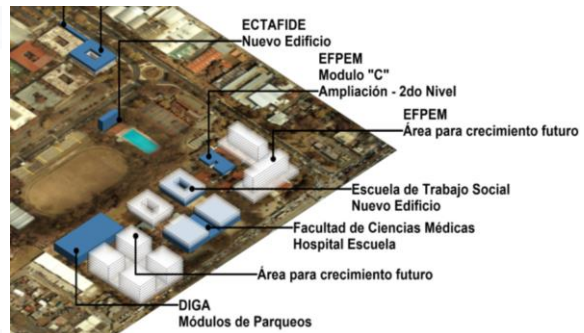 ECTAFIDE
Nuevo Edificio
EFPEM
Modulo "C"
Ampliación - 2do Nivel
EFPEM
Área para crecimiento futuro
Escuela de Trabajo Social
Nuevo Edificio
Facultad de Ciencias Médicas
Hospital Escuela
Área para crecimiento futuro
DIGA
Módulos de Parqueos